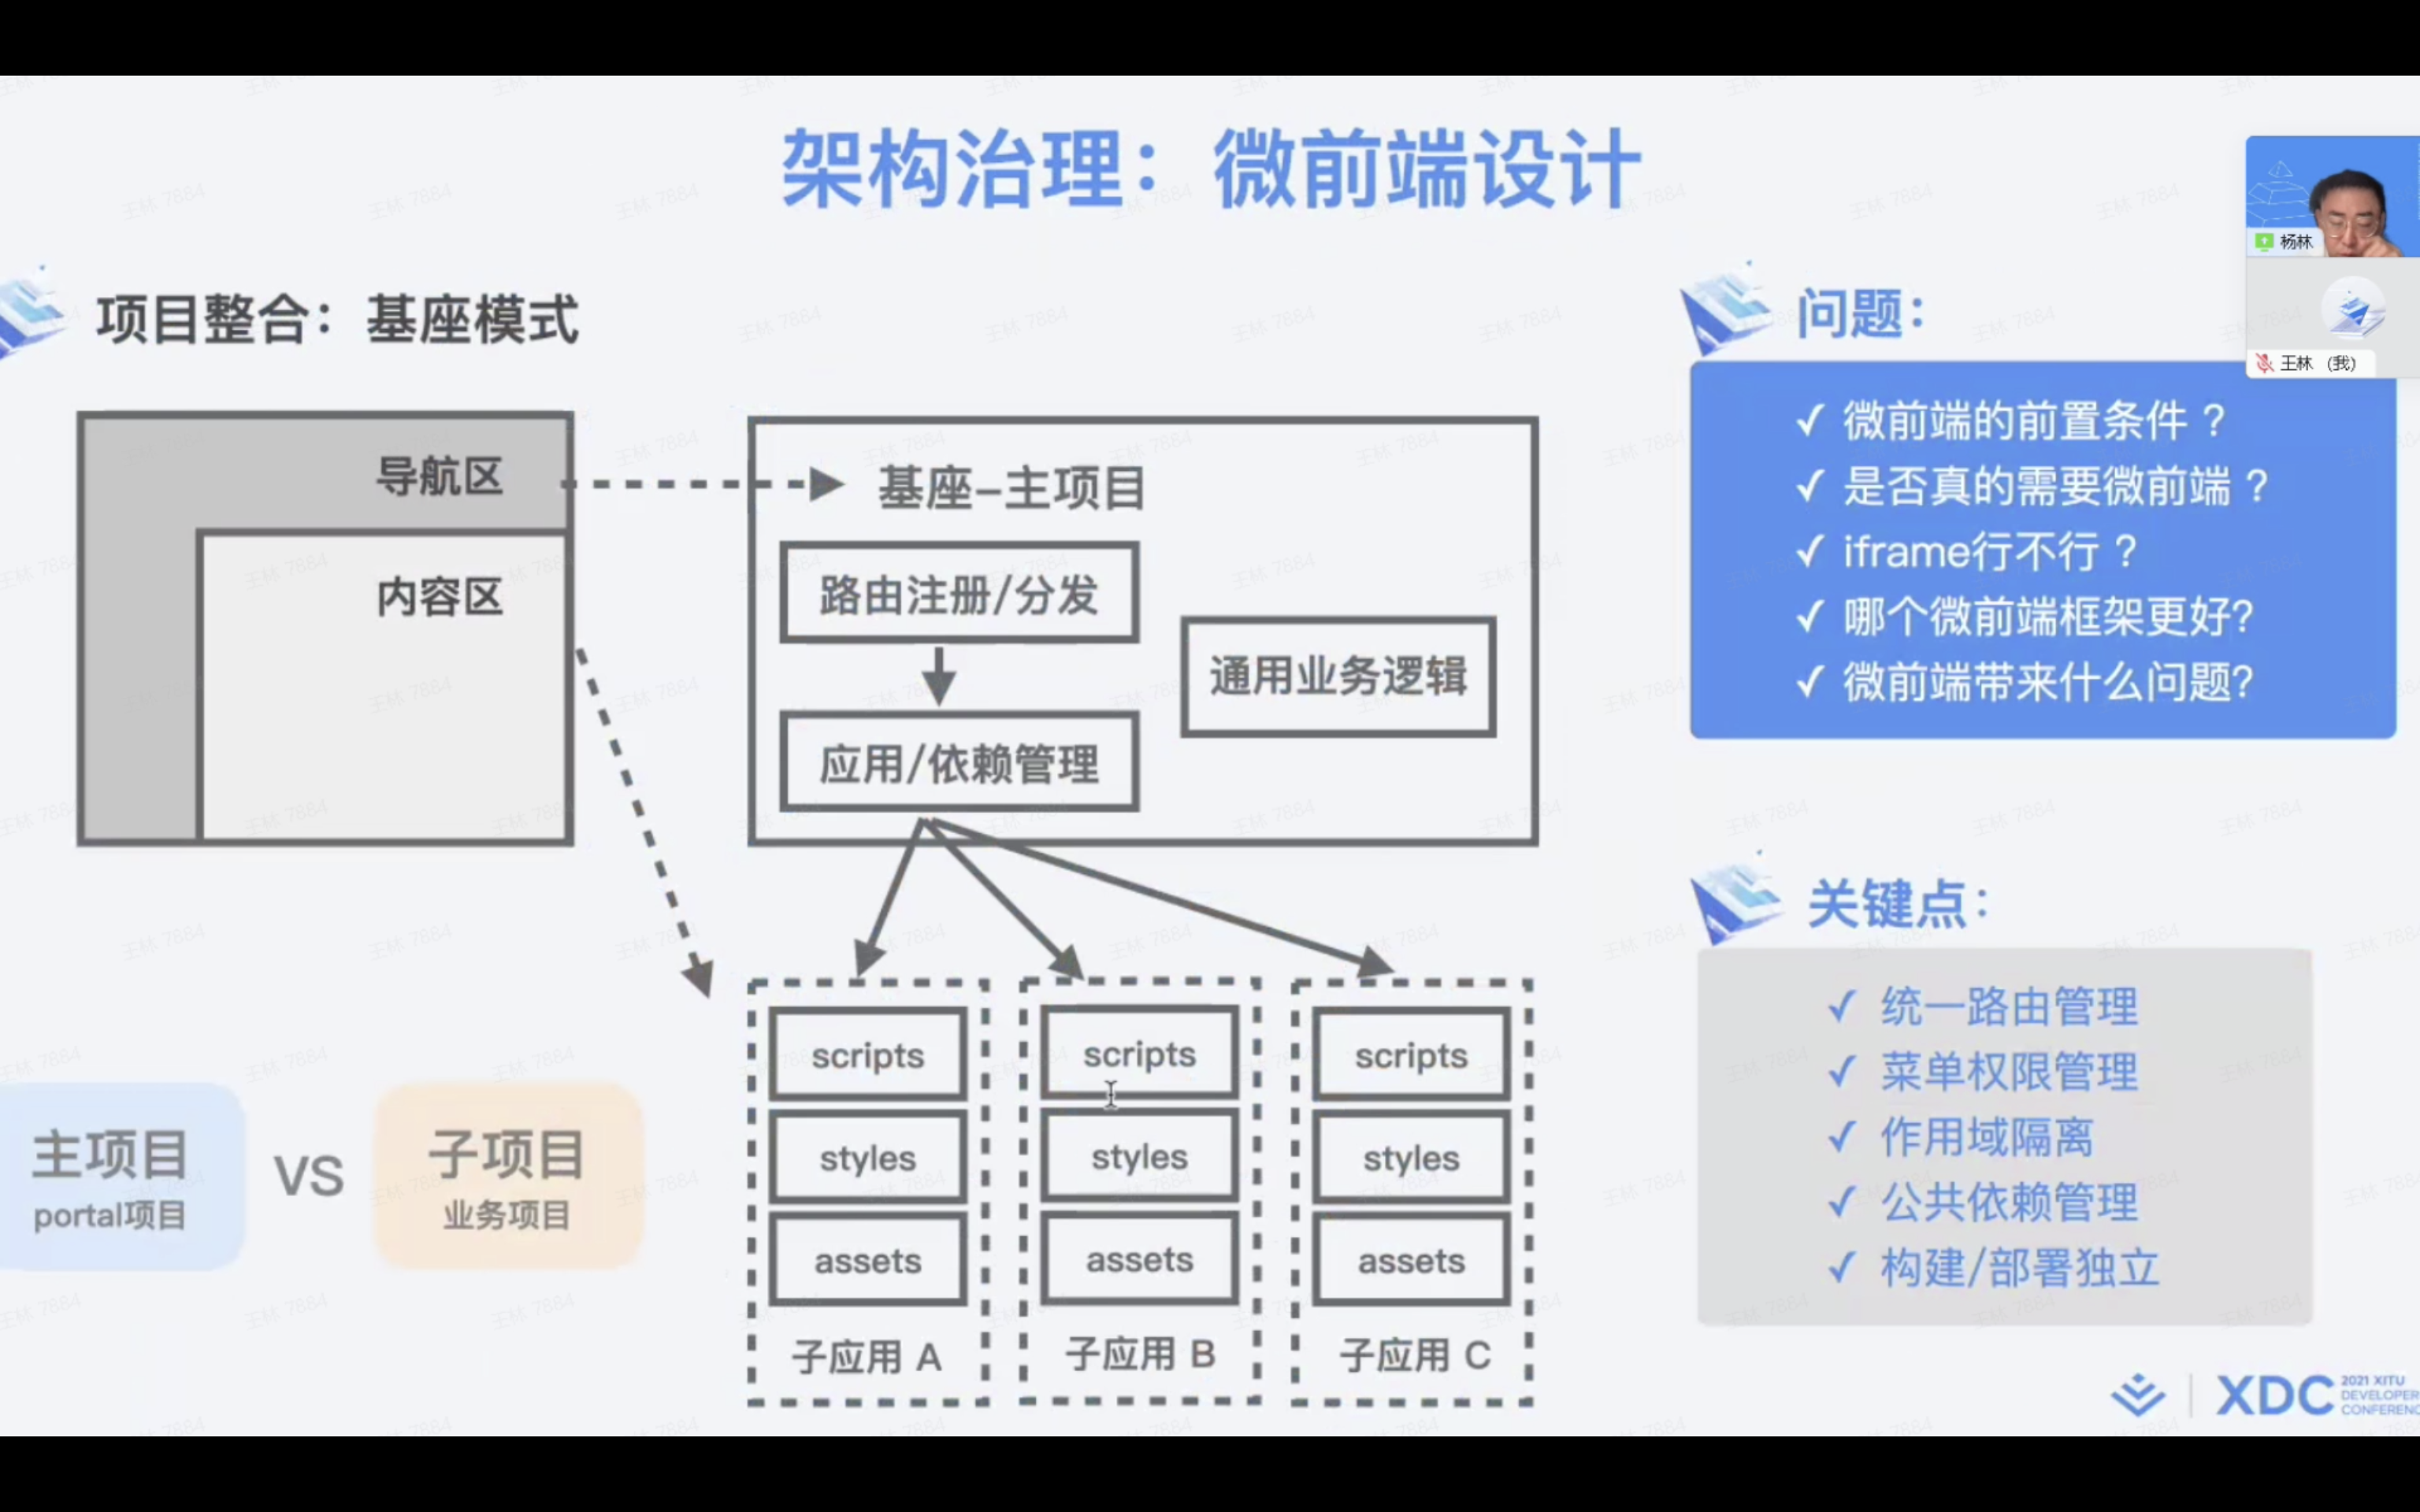 架构治理：微前端设计
项目整合：基座模式
导航区
内容区
基座-主项目
路由注册/分发
通用业务逻辑
应用/依赖管理
scripts
styles
assets
子应用 A
scripts
styles
assets
子应用 B
scripts
styles
assets
子应用 C
主项目
portal项目
VS
子项目
业务项目
问题：
✓ 微前端的前置条件？
✓ 是否真的需要微前端？
✓ iframe行不行？
✓ 哪个微前端框架更好?
✓ 微前端带来什么问题?
关键点：
✓ 统一路由管理
✓ 菜单权限管理
✓ 作用域隔离
✓ 公共依赖管理
✓ 构建/部署独立
杨林
王林 （我）
XDC
2021 XITU
王林 7884